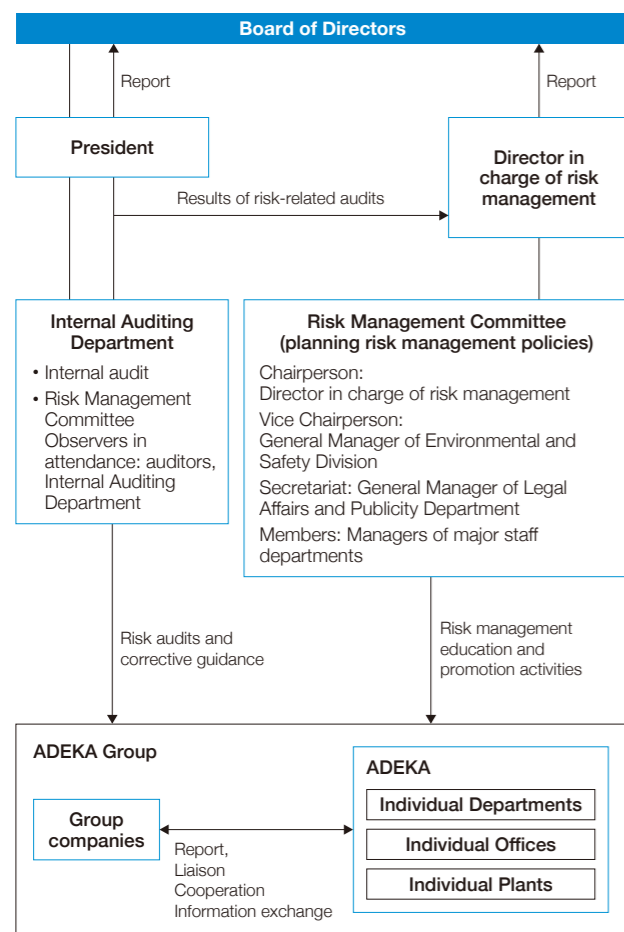 Board of Directors
Report
Report
President
Director in
charge of risk
management
Results of risk-related audits
Internal Auditing
Department
• Internal audit
• Risk Management
Committee
Observers in
attendance: auditors,
Internal Auditing
Department
Risk Management Committee
(planning risk management policies)
Chairperson:
Director in charge of risk management
Vice Chairperson:
General Manager of Environmental and
Safety Division
Secretariat: General Manager of Legal
Affairs and Publicity Department
Members: Managers of major staff
departments
Risk audits and
corrective guidance
Risk management
education and
promotion activities
ADEKA Group
Group
companies
Report,
Liaison
Cooperation
Information exchange
ADEKA
Individual Departments
Individual Offices
Individual Plants